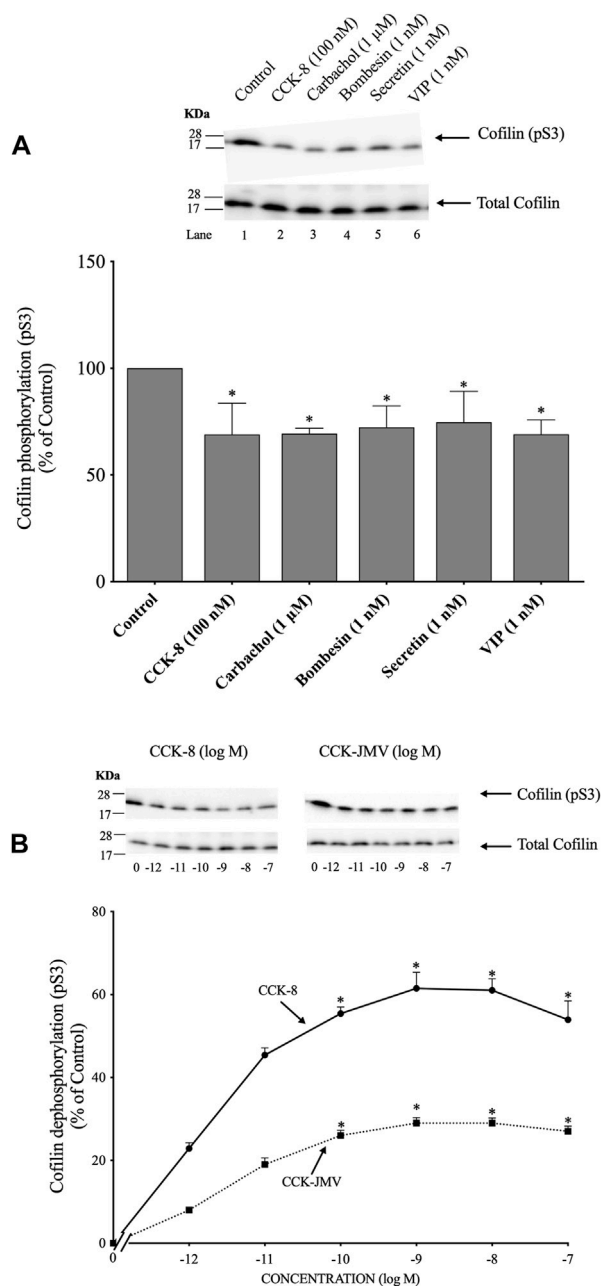 A
Control
CCK-8 (100 nM)
Carbachol (1 µM)
Bombesin (1 nM)
Secretin (1 nM)
VIP (1 nM)
KDa
28
17
Cofilin (pS3)
28
17
Total Cofilin
Lane 1 2 3 4 5 6
Cofilin phosphorylation (pS3)
(% of Control)
150
100
50
0
* * * * *
Control
CCK-8 (100 nM)
Carbachol (1 µM)
Bombesin (1 nM)
Secretin (1 nM)
VIP (1 nM)
B
CCK-8 (log M) CCK-JMV (log M)
KDa
28
17
Cofilin (pS3)
28
17
Total Cofilin
0 -12 -11 -10 -9 -8 -7 0 -12 -11 -10 -9 -8 -7
Cofilin dephosphorylation (pS3)
(% of Control)
80
60
40
20
0
CCK-8
* * * *
CCK-JMV
* * * *
0 -12 -11 -10 -9 -8 -7
CONCENTRATION (log M)